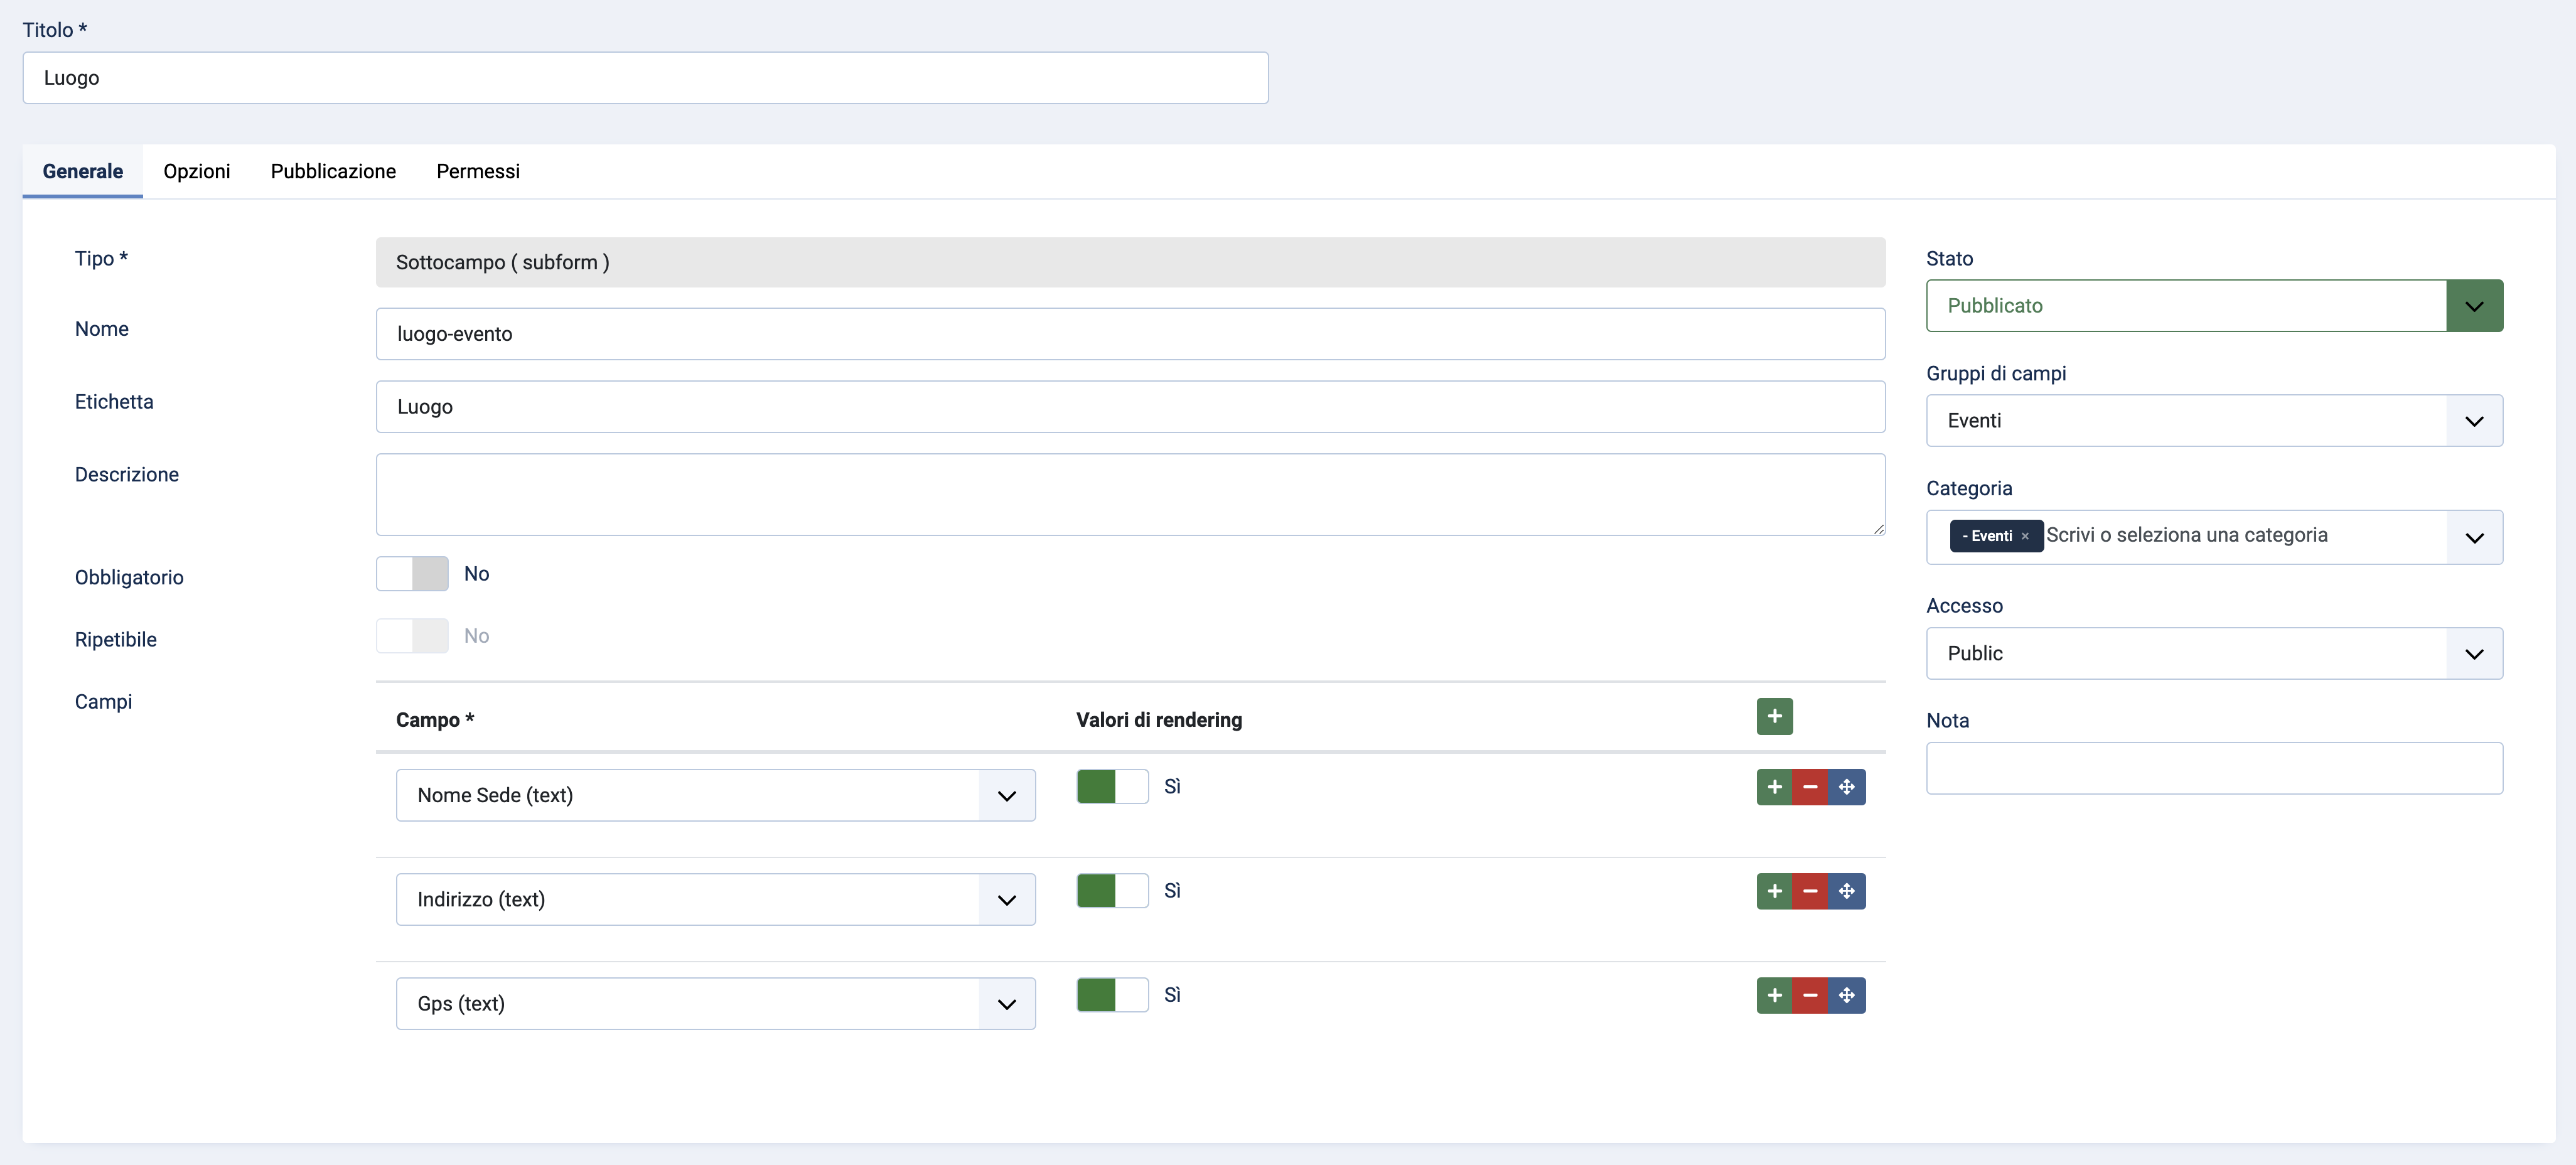 Titolo *
Luogo
Generale Opzioni Pubblicazione Permessi
Tipo *
Sottocampo ( subform )
Nome
luogo-evento
Etichetta
Luogo
Descrizione
Obbligatorio
No
Ripetibile
No
Campi
Campo * Valori di rendering
Nome Sede (text)
Sì
Indirizzo (text)
Sì
Gps (text)
Sì
Stato
Pubblicato
Gruppi di campi
Eventi
Categoria
- Eventi × Scrivi o seleziona una categoria
Accesso
Public
Nota